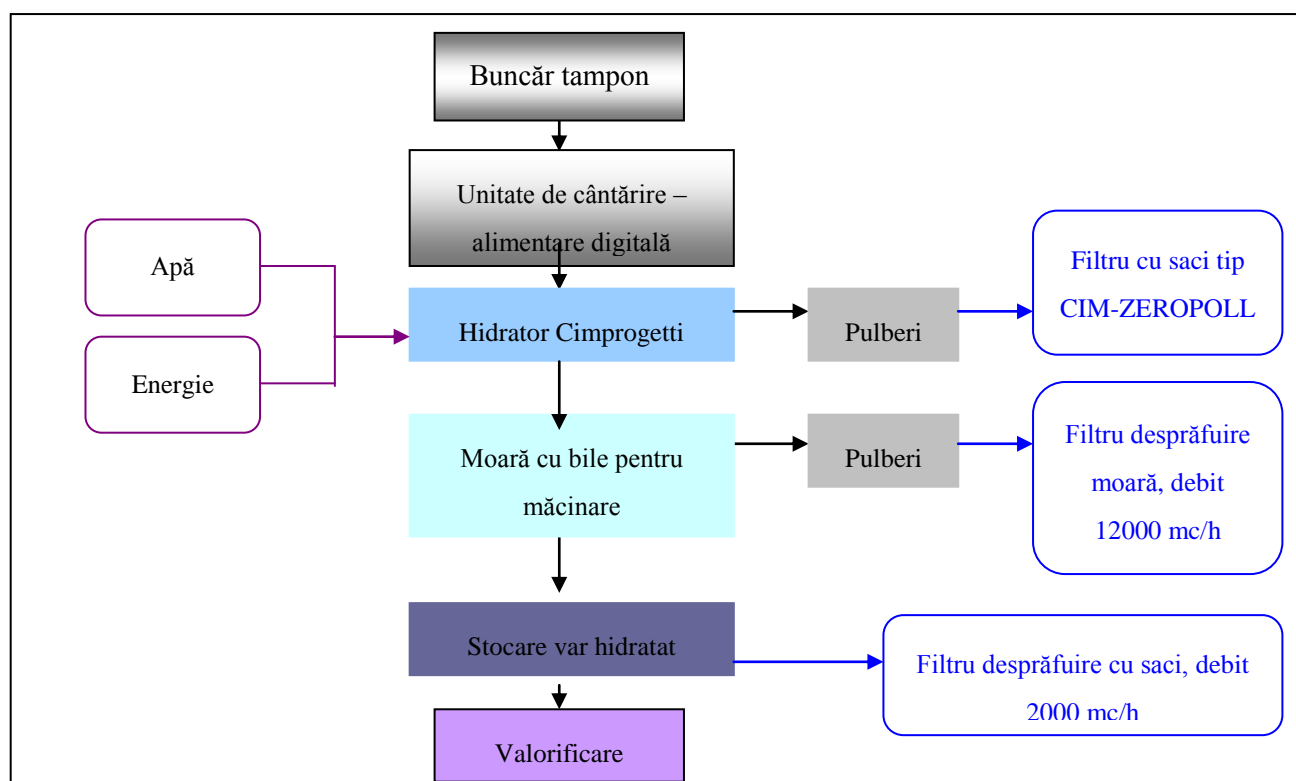 Buncăr tampon
Unitate de cântărire –
alimentare digitală
Apă
Energie
Hidrator Cimprogetti
Pulberi
Filtru cu saci tip
CIM-ZEROPOLL
Moară cu bile pentru
măcinare
Pulberi
Filtru desprăfuire
moară, debit
12000 mc/h
Stocare var hidratat
Filtru desprăfuire cu saci, debit
2000 mc/h
Valorificare